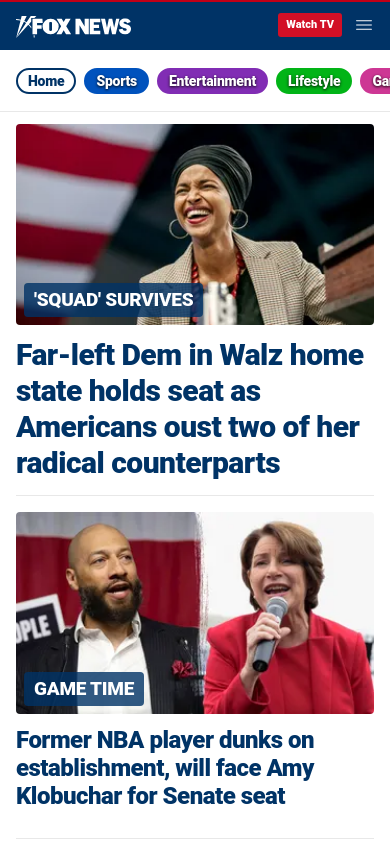 FOX NEWS
Watch TV
Home
Sports
Entertainment
Lifestyle
Ga
'SQUAD' SURVIVES
Far-left Dem in Walz home
state holds seat as
Americans oust two of her
radical counterparts
OPLE
GAME TIME
Former NBA player dunks on
establishment, will face Amy
Klobuchar for Senate seat